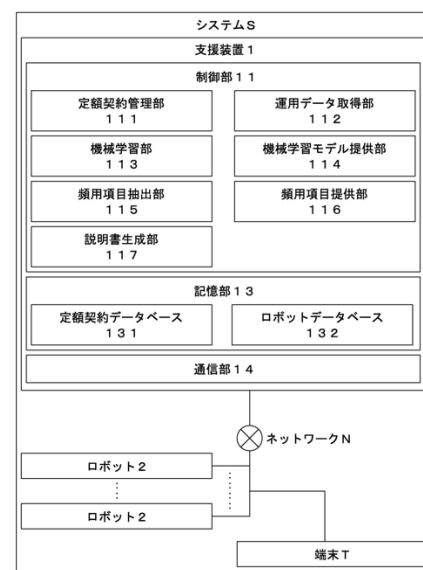 システムS
支援装置１
制御部１１
定額契約管理部
１１１
運用データ取得部
１１２
機械学習部
１１３
機械学習モデル提供部
１１４
頻用項目抽出部
１１５
頻用項目提供部
１１６
説明書生成部
１１７
記憶部１３
定額契約データベース
１３１
ロボットデータベース
１３２
通信部１４
ネットワークN
ロボット２
ロボット２
端末T